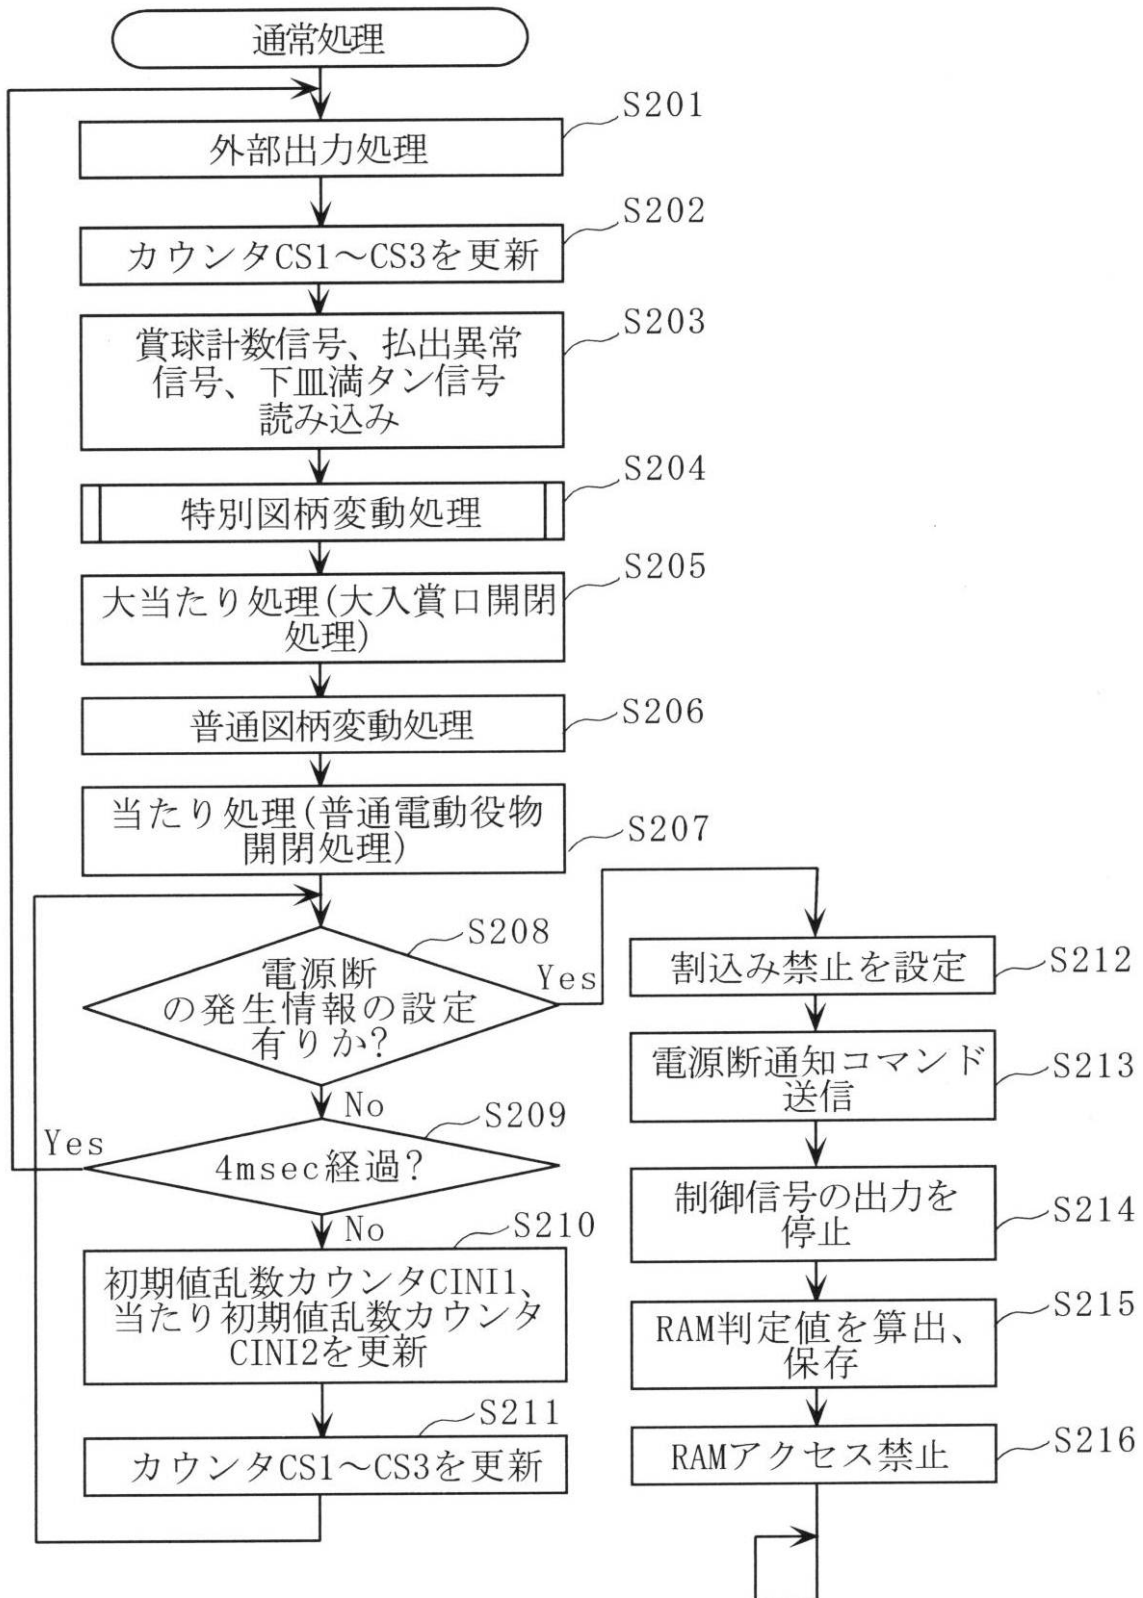 通常処理
外部出力処理
S201
カウンタCS1～CS3を更新
S202
賞球計数信号、払出異常
信号、下皿満タン信号
読み込み
S203
特別図柄変動処理
S204
大当たり処理(大入賞口開閉
処理)
S205
普通図柄変動処理
S206
当たり処理(普通電動役物
開閉処理)
S207
電源断
の発生情報の設定
有りか?
S208
Yes
No
4msec経過?
S209
Yes
No
初期値乱数カウンタCINI1、
当たり初期値乱数カウンタ
CINI2を更新
S210
カウンタCS1～CS3を更新
S211
割込み禁止を設定
S212
電源断通知コマンド
送信
S213
制御信号の出力を
停止
S214
RAM判定値を算出、
保存
S215
RAMアクセス禁止
S216